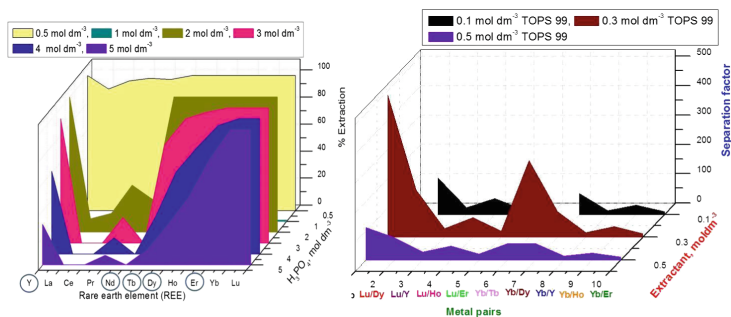 0.5 mol dm⁻³, 1 mol dm⁻³, 2 mol dm⁻³, 3 mol dm⁻³
4 mol dm⁻³, 5 mol dm⁻³
100
80
60
40
20
0
% Extraction
0.5
1
2
3
4
5
H₃PO₄, mol dm⁻³
Y La Ce Pr Nd Tb Dy Ho Er Yb Lu
Rare earth element (REE)
0.1 mol dm⁻³ TOPS 99, 0.3 mol dm⁻³ TOPS 99
0.5 mol dm⁻³ TOPS 99
500
400
300
200
100
0
Separation factor
0.1
0.3
0.5
Extractant, moldm⁻³
2 3 4 5 6 7 8 9 10
Lu/Dy Lu/Y Lu/Ho Lu/Er Yb/Tb Yb/Dy Yb/Y Yb/Ho Yb/Er
Metal pairs